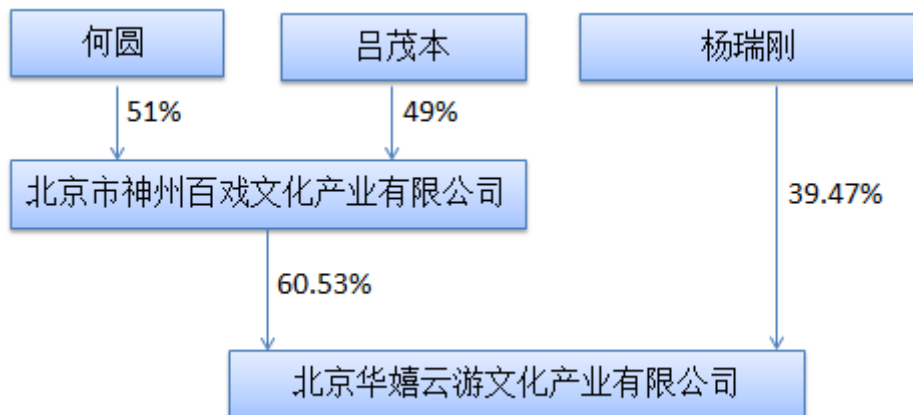 何圆
吕茂本
杨瑞刚
51%
49%
北京市神州百戏文化产业有限公司
39.47%
60.53%
北京华嬉云游文化产业有限公司